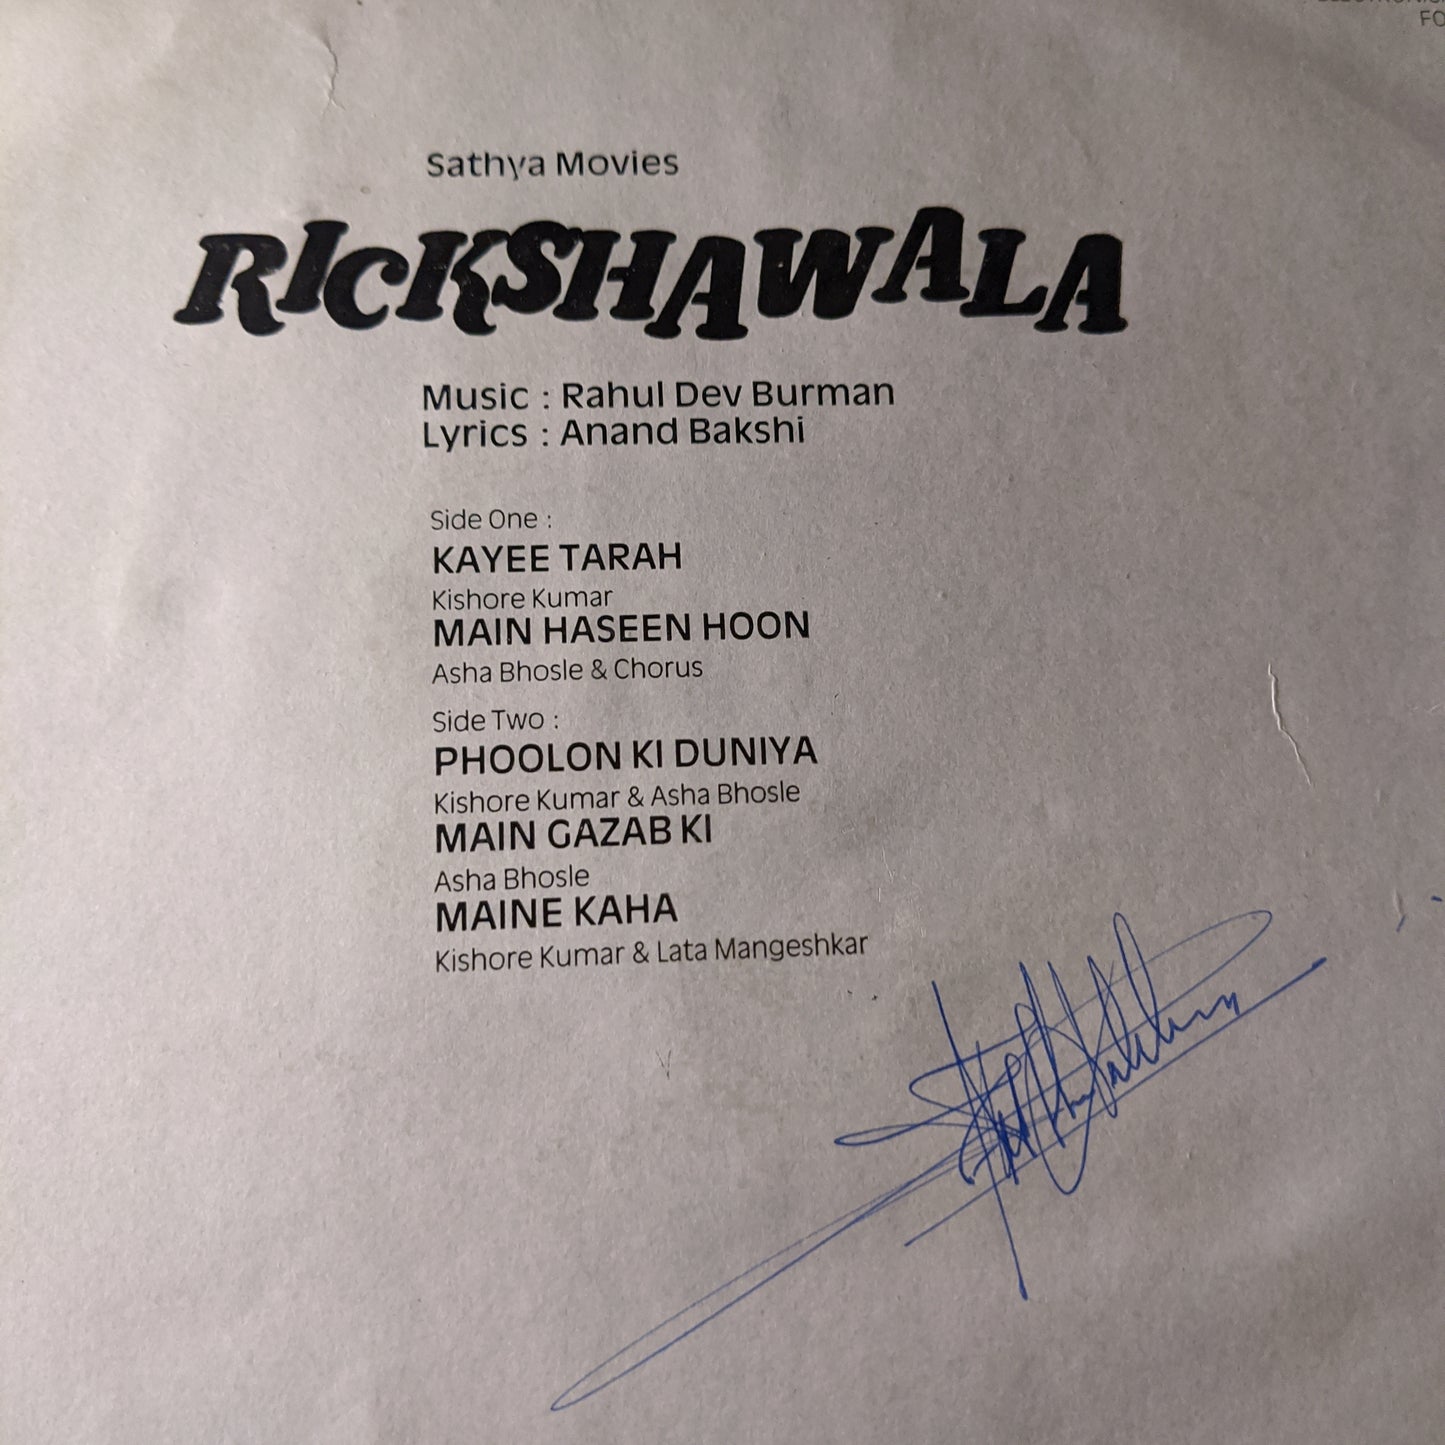 FO
Sathya Movies
RICKSHAWALA
Music : Rahul Dev Burman
Lyrics : Anand Bakshi
Side One :
KAYEE TARAH
Kishore Kumar
MAIN HASEEN HOON
Asha Bhosle & Chorus
Side Two :
PHOOLON KI DUNIYA
Kishore Kumar & Asha Bhosle
MAIN GAZAB KI
Asha Bhosle
MAINE KAHA
Kishore Kumar & Lata Mangeshkar